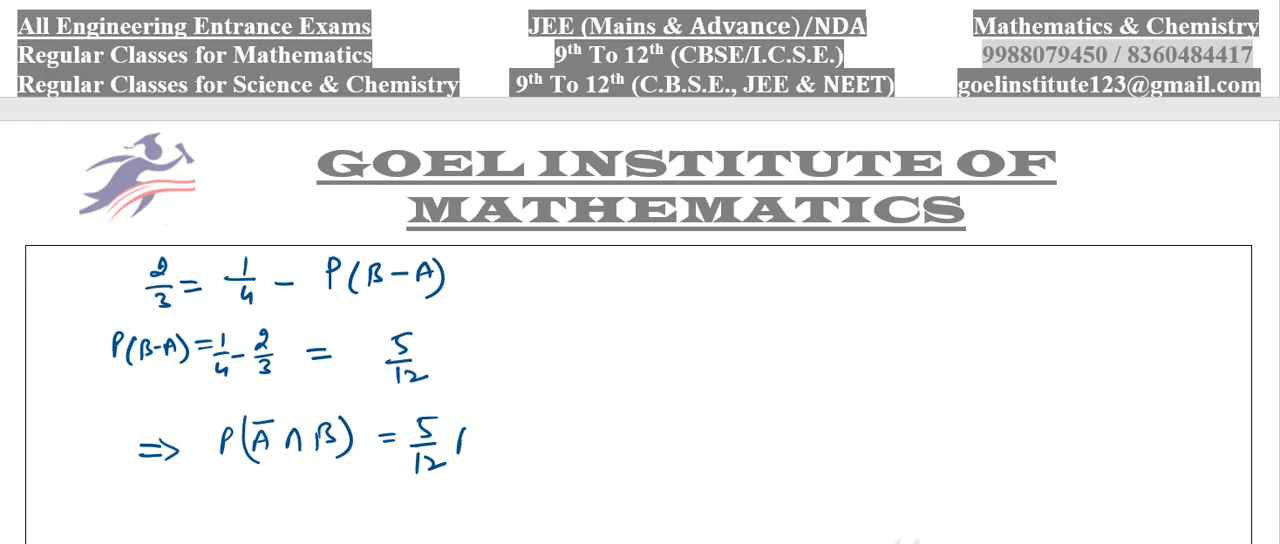 All Engineering Entrance Exams
JEE (Mains & Advance)/NDA
Mathematics & Chemistry
Regular Classes for Mathematics
9th To 12th (CBSE/I.C.S.E.)
9988079450 / 8360484417
Regular Classes for Science & Chemistry
9th To 12th (C.B.S.E., JEE & NEET)
goelinstitute123@gmail.com
GOEL INSTITUTE OF
MATHEMATICS
2/3 = 1/4 - P(B-A)
P(B-A) = 1/4 - 2/3 = 5/12
=> P(A̅ ∩ B) = 5/12